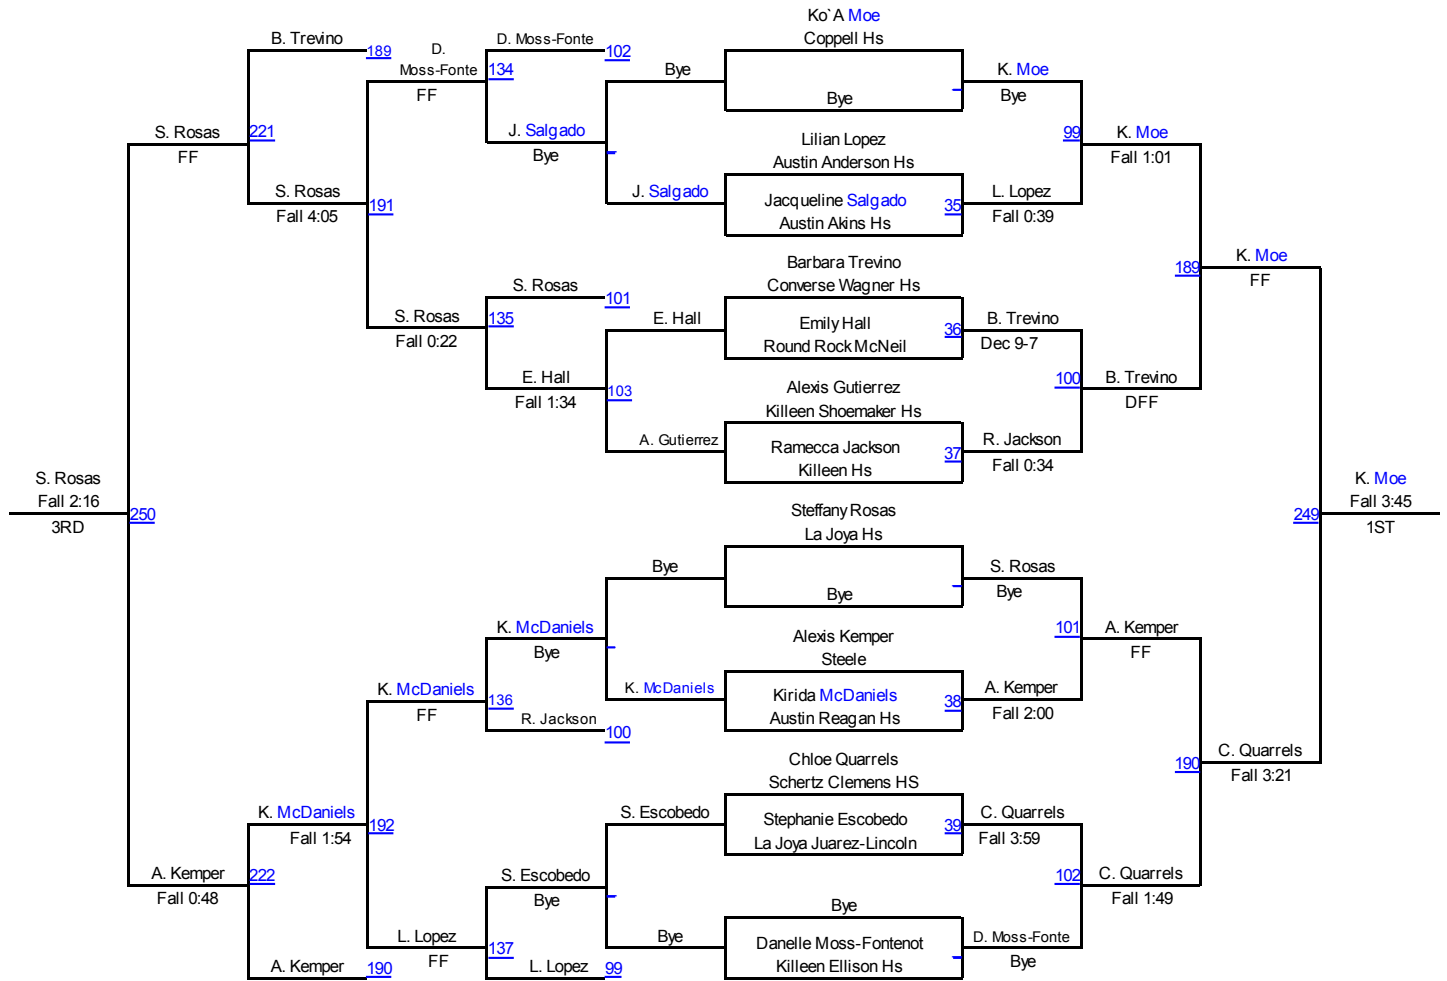 Ko`A Moe
Coppell Hs
B. Trevino
189
D.
Moss-Fonte
FF
D. Moss-Fonte
102
134
Bye
Bye
K. Moe
Bye
S. Rosas
FF
221
J. Salgado
Bye
Lilian Lopez
Austin Anderson Hs
99
K. Moe
Fall 1:01
S. Rosas
Fall 4:05
191
J. Salgado
Jacqueline Salgado
Austin Akins Hs
35
L. Lopez
Fall 0:39
Barbara Trevino
Converse Wagner Hs
189
K. Moe
FF
S. Rosas
101
S. Rosas
Fall 0:22
135
E. Hall
Emily Hall
Round Rock McNeil
36
B. Trevino
Dec 9-7
E. Hall
Fall 1:34
103
Alexis Gutierrez
Killeen Shoemaker Hs
100
B. Trevino
DFF
A. Gutierrez
Ramecca Jackson
Killeen Hs
37
R. Jackson
Fall 0:34
S. Rosas
Fall 2:16
3RD
250
Steffany Rosas
La Joya Hs
249
K. Moe
Fall 3:45
1ST
Bye
Bye
S. Rosas
Bye
K. McDaniels
Bye
Alexis Kemper
Steele
101
A. Kemper
FF
K. McDaniels
FF
136
K. McDaniels
Kirida McDaniels
Austin Reagan Hs
38
A. Kemper
Fall 2:00
R. Jackson
100
Chloe Quarrels
Schertz Clemens HS
190
C. Quarrels
Fall 3:21
K. McDaniels
Fall 1:54
192
S. Escobedo
Stephanie Escobedo
La Joya Juarez-Lincoln
39
C. Quarrels
Fall 3:59
A. Kemper
Fall 0:48
222
S. Escobedo
Bye
Bye
102
C. Quarrels
Fall 1:49
L. Lopez
FF
137
Bye
Danelle Moss-Fontenot
Killeen Ellison Hs
D. Moss-Fonte
Bye
A. Kemper
190
L. Lopez
99